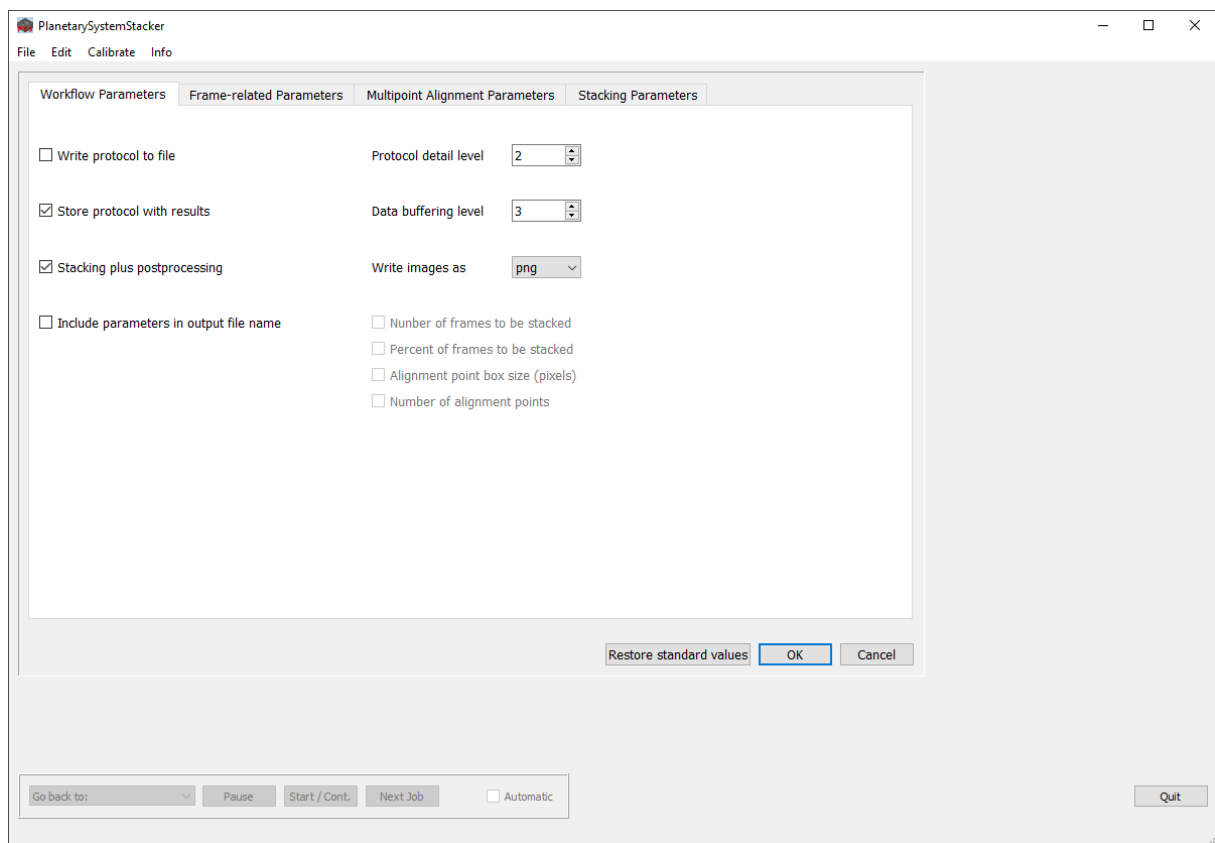 PlanetarySystemStacker
File Edit Calibrate Info
Workflow Parameters Frame-related Parameters Multipoint Alignment Parameters Stacking Parameters
Write protocol to file Protocol detail level 2
Store protocol with results Data buffering level 3
Stacking plus postprocessing Write images as png
Include parameters in output file name Nunber of frames to be stacked
Percent of frames to be stacked
Alignment point box size (pixels)
Number of alignment points
Restore standard values OK Cancel
Go back to: Pause Start / Cont. Next Job Automatic Quit